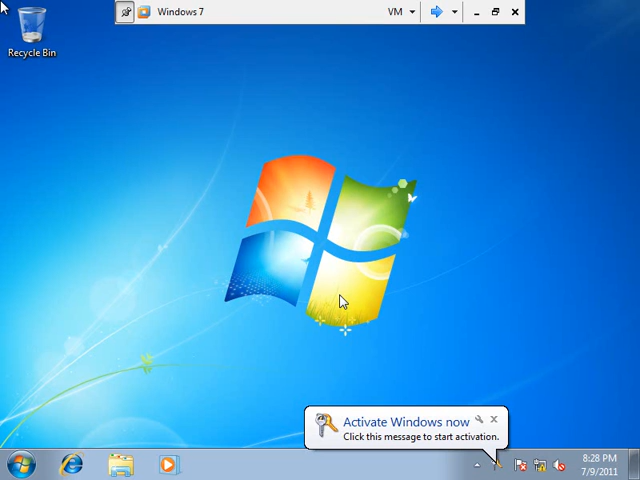 Windows 7
VM
Recycle Bin
Activate Windows now
Click this message to start activation.
8:28 PM
7/9/2011